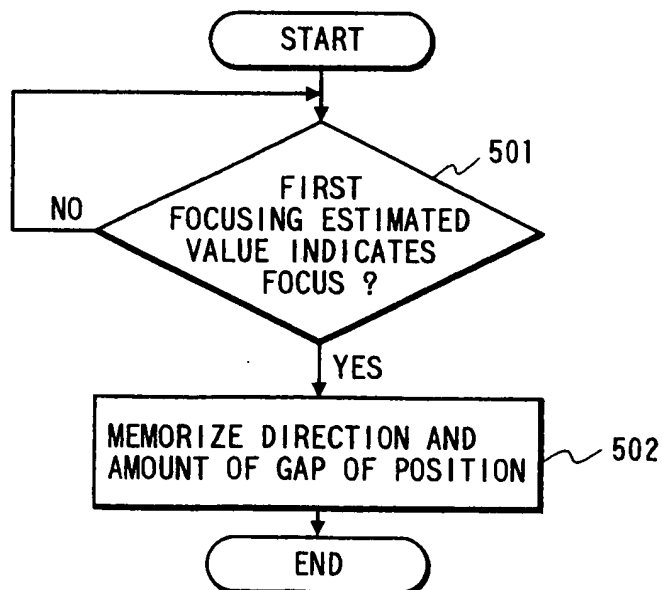 START
501
FIRST
FOCUSING ESTIMATED
VALUE INDICATES
FOCUS ?
NO
YES
MEMORIZE DIRECTION AND
AMOUNT OF GAP OF POSITION
502
END